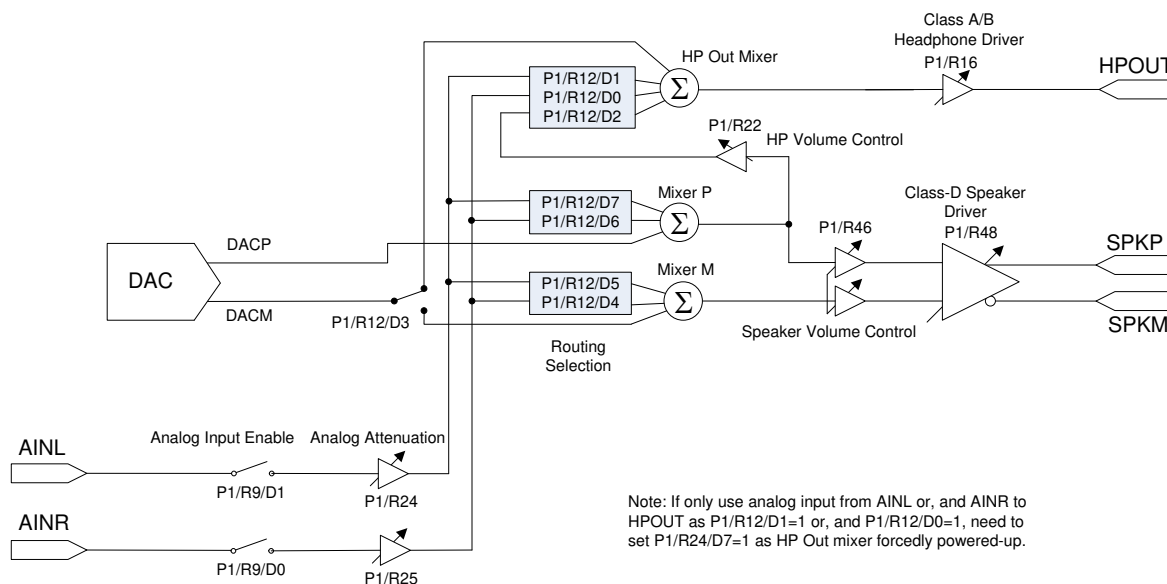 Class A/B
Headphone Driver
P1/R16
HPOUT
HP Out Mixer
Σ
P1/R12/D1
P1/R12/D0
P1/R12/D2
P1/R22
HP Volume Control
Mixer P
Σ
P1/R12/D7
P1/R12/D6
Class-D Speaker
Driver
P1/R48
P1/R46
SPKP
DAC
DACP
DACM
P1/R12/D3
Mixer M
Σ
P1/R12/D5
P1/R12/D4
SPKM
Speaker Volume Control
Routing
Selection
Analog Input Enable
Analog Attenuation
AINL
P1/R9/D1
P1/R24
AINR
P1/R9/D0
P1/R25
Note: If only use analog input from AINL or, and AINR to
HPOUT as P1/R12/D1=1 or, and P1/R12/D0=1, need to
set P1/R24/D7=1 as HP Out mixer forcedly powered-up.